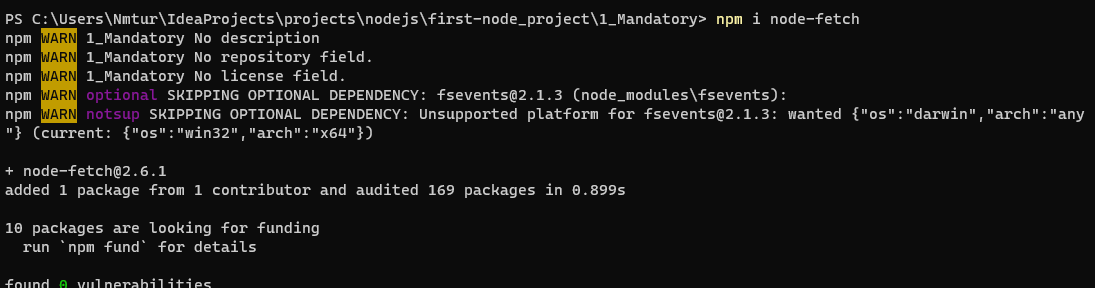 PS C:\Users\Nmtur\IdeaProjects\projects\nodejs\first-node_project\1_Mandatory> npm i node-fetch
npm WARN 1_Mandatory No description
npm WARN 1_Mandatory No repository field.
npm WARN 1_Mandatory No license field.
npm WARN optional SKIPPING OPTIONAL DEPENDENCY: fsevents@2.1.3 (node_modules\fsevents):
npm WARN notsup SKIPPING OPTIONAL DEPENDENCY: Unsupported platform for fsevents@2.1.3: wanted {"os":"darwin","arch":"any
"} (current: {"os":"win32","arch":"x64"})
+ node-fetch@2.6.1
added 1 package from 1 contributor and audited 169 packages in 0.899s
10 packages are looking for funding
run `npm fund` for details
found 0 vulnerabilities